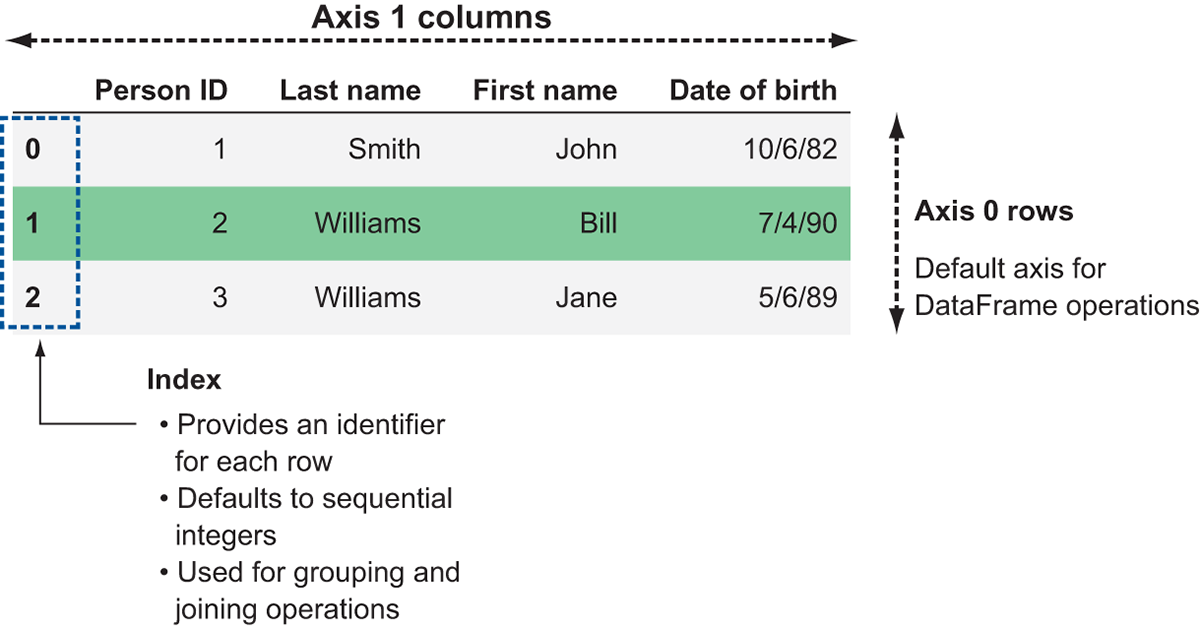 Axis 1 columns
Person ID Last name First name Date of birth
0 1 Smith John 10/6/82
1 2 Williams Bill 7/4/90
2 3 Williams Jane 5/6/89
Axis 0 rows
Default axis for
DataFrame operations
Index
• Provides an identifier
for each row
• Defaults to sequential
integers
• Used for grouping and
joining operations